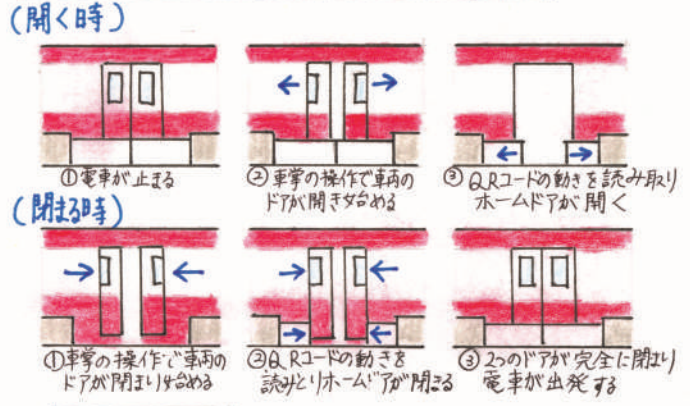 (開く時)
①電車が止まる
②車掌の操作で車両の
ドアが開き始める
③QRコードの動きを読み取り
ホームドアが開く
(閉まる時)
①車掌の操作で車両の
ドアが閉まり始める
②QRコードの動きを
読みとりホームドアが閉まる
③2つのドアが完全に閉まり
電車が出発する